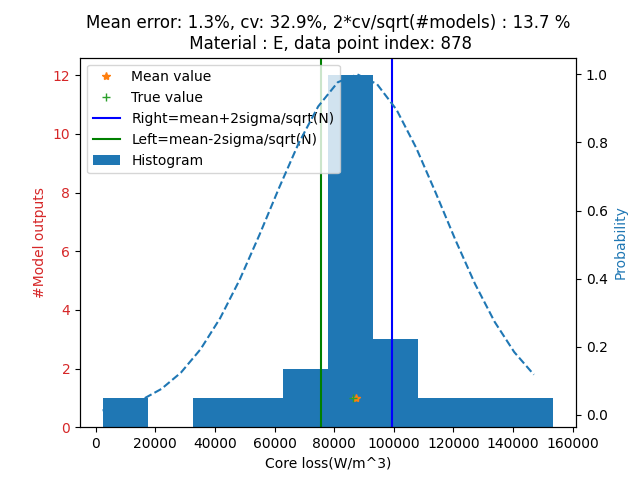 Mean error: 1.3%, cv: 32.9%, 2*cv/sqrt(#models) : 13.7 %
Material : E, data point index: 878
Mean value
True value
Right=mean+2sigma/sqrt(N)
Left=mean-2sigma/sqrt(N)
Histogram
#Model outputs
12
10
8
6
4
2
0
1.0
0.8
0.6
0.4
0.2
0.0
Probability
0 20000 40000 60000 80000 100000 120000 140000 160000
Core loss(W/m^3)